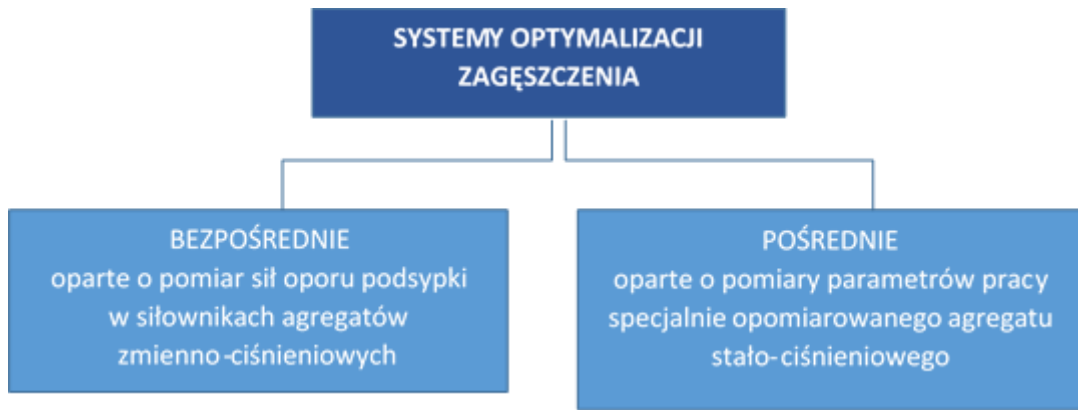 SYSTEMY OPTYMALIZACJI
ZAGĘSZCZENIA
BEZPOŚREDNIE
oparte o pomiar sił oporu podsypki
w siłownikach agregatów
zmienno-ciśnieniowych
POŚREDNIE
oparte o pomiary parametrów pracy
specjalnie opomiarowanego agregatu
stało-ciśnieniowego